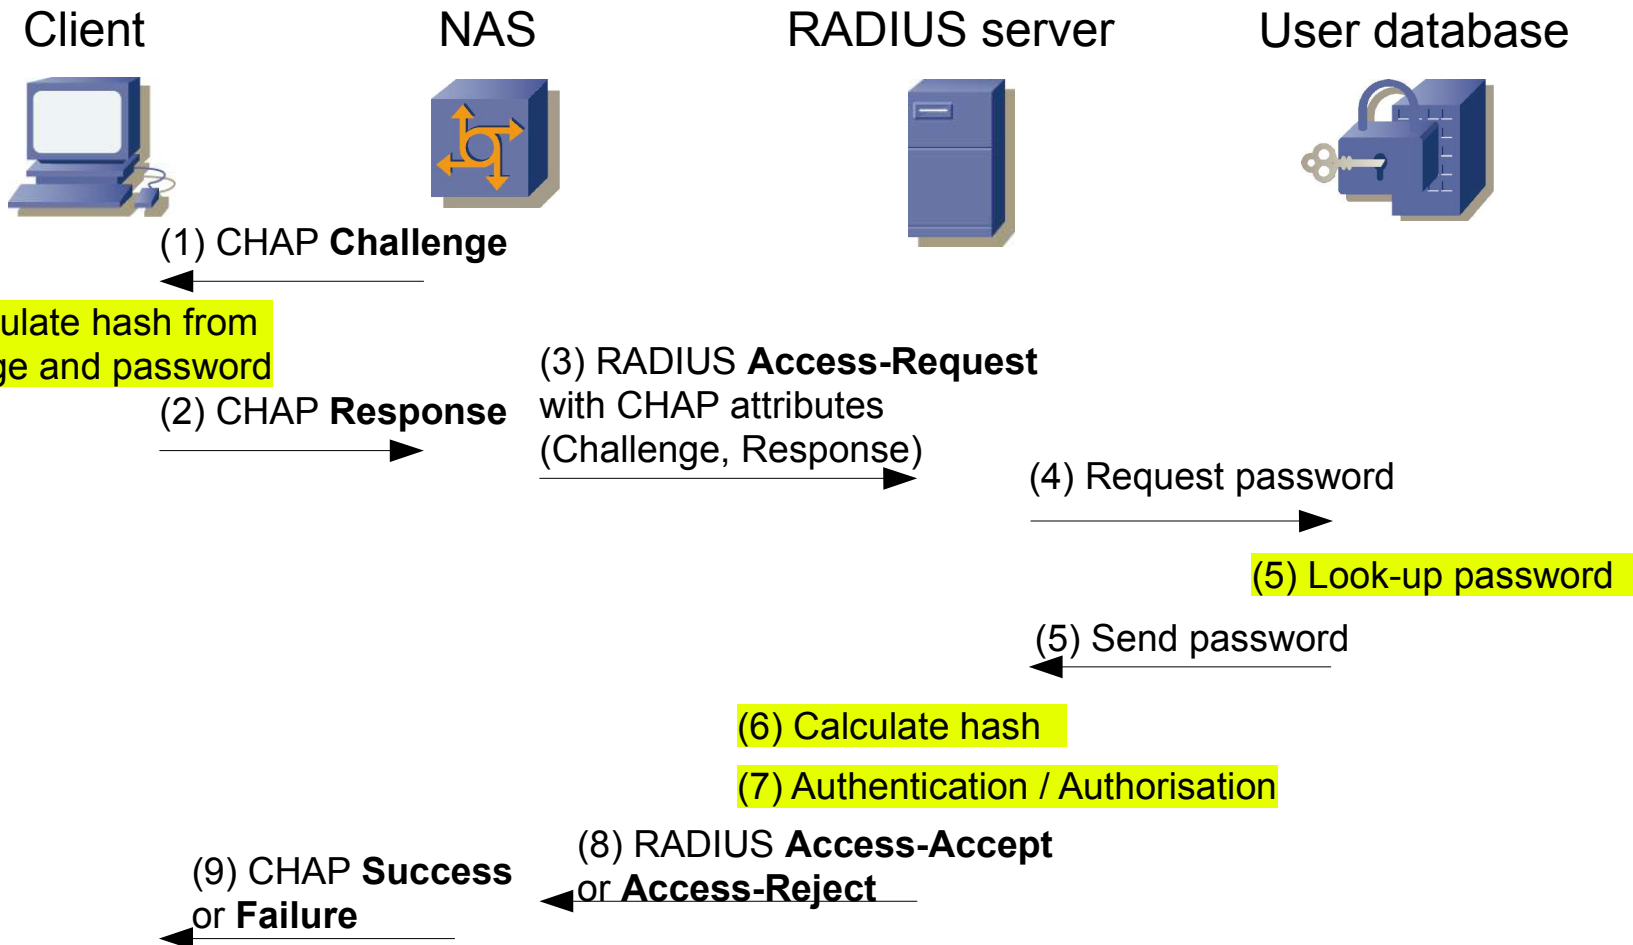 Client
NAS
RADIUS server
User database
(1) CHAP Challenge
ulate hash from
ge and password
(2) CHAP Response
(3) RADIUS Access-Request
with CHAP attributes
(Challenge, Response)
(4) Request password
(5) Look-up password
(5) Send password
(6) Calculate hash
(7) Authentication / Authorisation
(8) RADIUS Access-Accept
or Access-Reject
(9) CHAP Success
or Failure